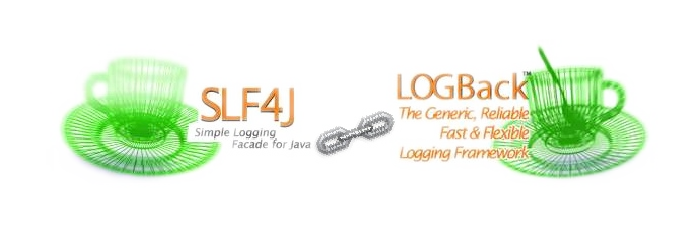 SLF4J
Simple Logging
Facade for Java
LOGBack™
The Generic, Reliable
Fast & Flexible
Logging Framework